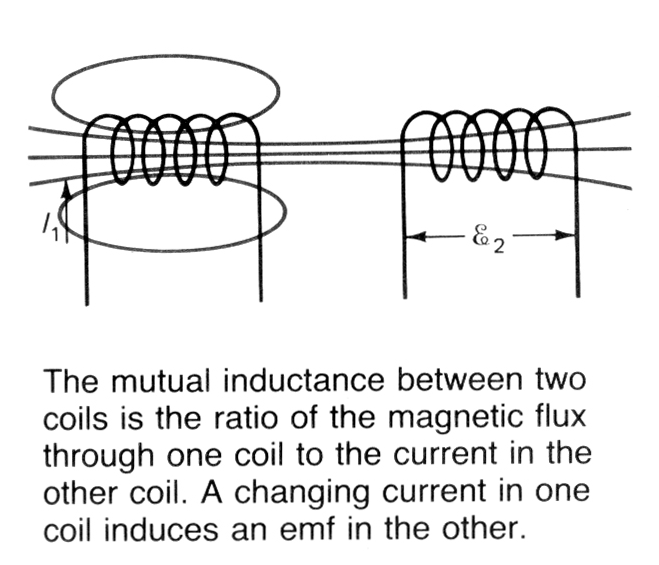 I₁
ℰ₂
The mutual inductance between two
coils is the ratio of the magnetic flux
through one coil to the current in the
other coil. A changing current in one
coil induces an emf in the other.